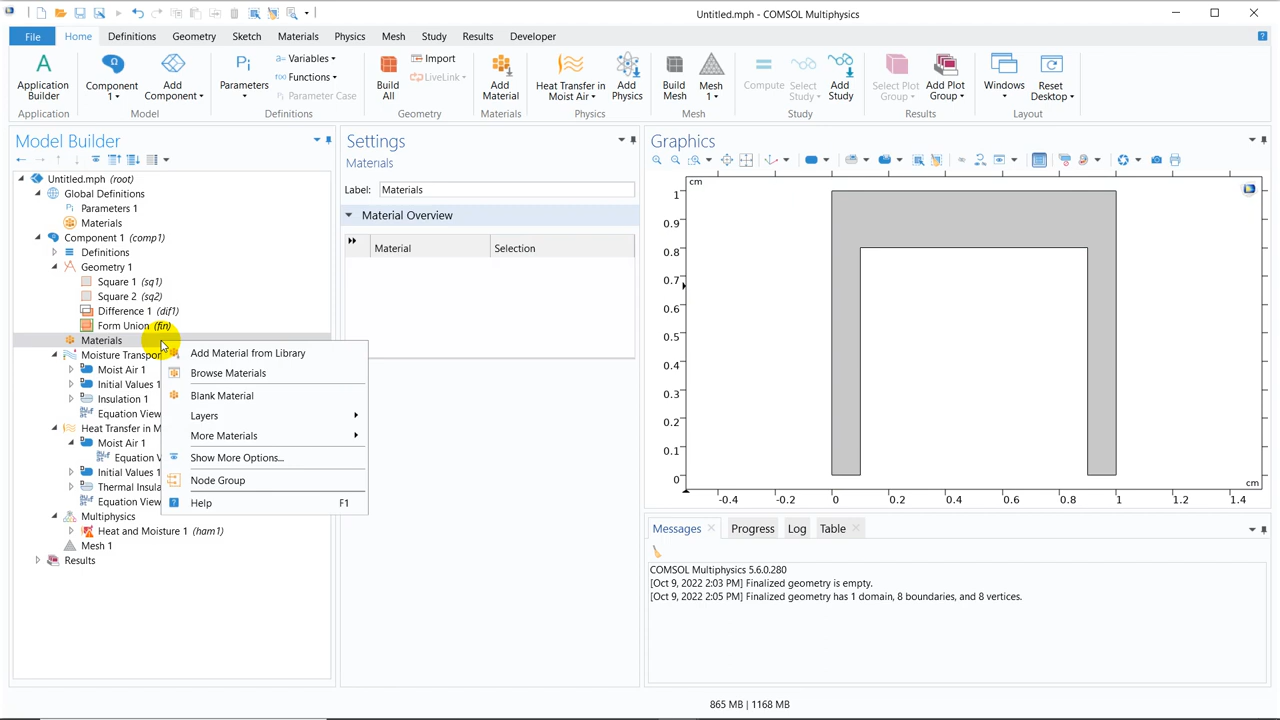 Untitled.mph - COMSOL Multiphysics
File Home Definitions Geometry Sketch Materials Physics Mesh Study Results Developer
Application Builder
Component 1
Add Component
Parameters
a= Variables
f(x) Functions
Pi Parameter Case
Build All
Import
LiveLink
Add Material
Heat Transfer in Moist Air
Add Physics
Build Mesh
Mesh 1
Compute
Select Study
Add Study
Select Plot Group
Add Plot Group
Windows
Reset Desktop
Application Model Definitions Geometry Materials Physics Mesh Study Results Layout
Model Builder
Untitled.mph (root)
Global Definitions
Pi Parameters 1
Materials
Component 1 (comp1)
Definitions
Geometry 1
Square 1 (sq1)
Square 2 (sq2)
Difference 1 (dif1)
Form Union (fin)
Materials
Moisture Transpor
Moist Air 1
Initial Values 1
Insulation 1
Equation View
Heat Transfer in M
Moist Air 1
Equation V
Initial Values 1
Thermal Insula
Equation View
Multiphysics
Heat and Moisture 1 (ham1)
Mesh 1
Results
Add Material from Library
Browse Materials
Blank Material
Layers
More Materials
Show More Options...
Node Group
Help F1
Settings
Materials
Label: Materials
Material Overview
Material Selection
Graphics
cm
1
0.9
0.8
0.7
0.6
0.5
0.4
0.3
0.2
0.1
0
cm
-0.4 -0.2 0 0.2 0.4 0.6 0.8 1 1.2 1.4
Messages Progress Log Table
COMSOL Multiphysics 5.6.0.280
[Oct 9, 2022 2:03 PM] Finalized geometry is empty.
[Oct 9, 2022 2:05 PM] Finalized geometry has 1 domain, 8 boundaries, and 8 vertices.
865 MB | 1168 MB